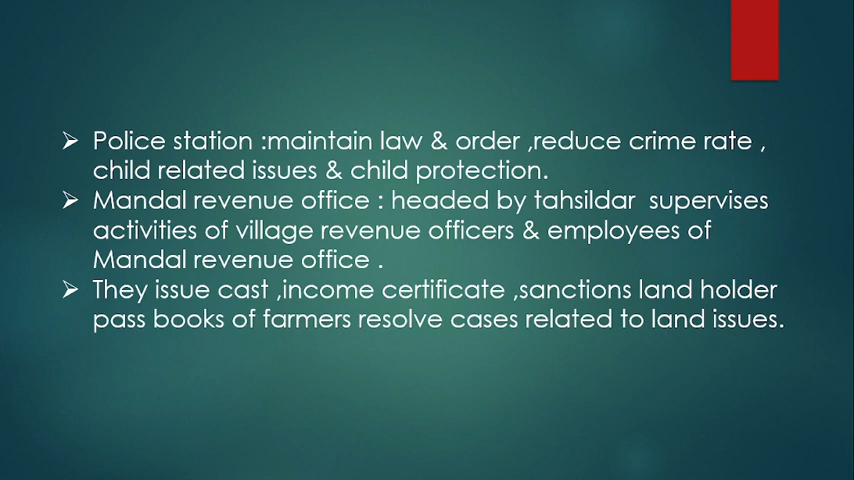 ➢ Police station :maintain law & order ,reduce crime rate ,
child related issues & child protection.
➢ Mandal revenue office : headed by tahsildar  supervises
activities of village revenue officers & employees of
Mandal revenue office .
➢ They issue cast ,income certificate ,sanctions land holder
pass books of farmers resolve cases related to land issues.